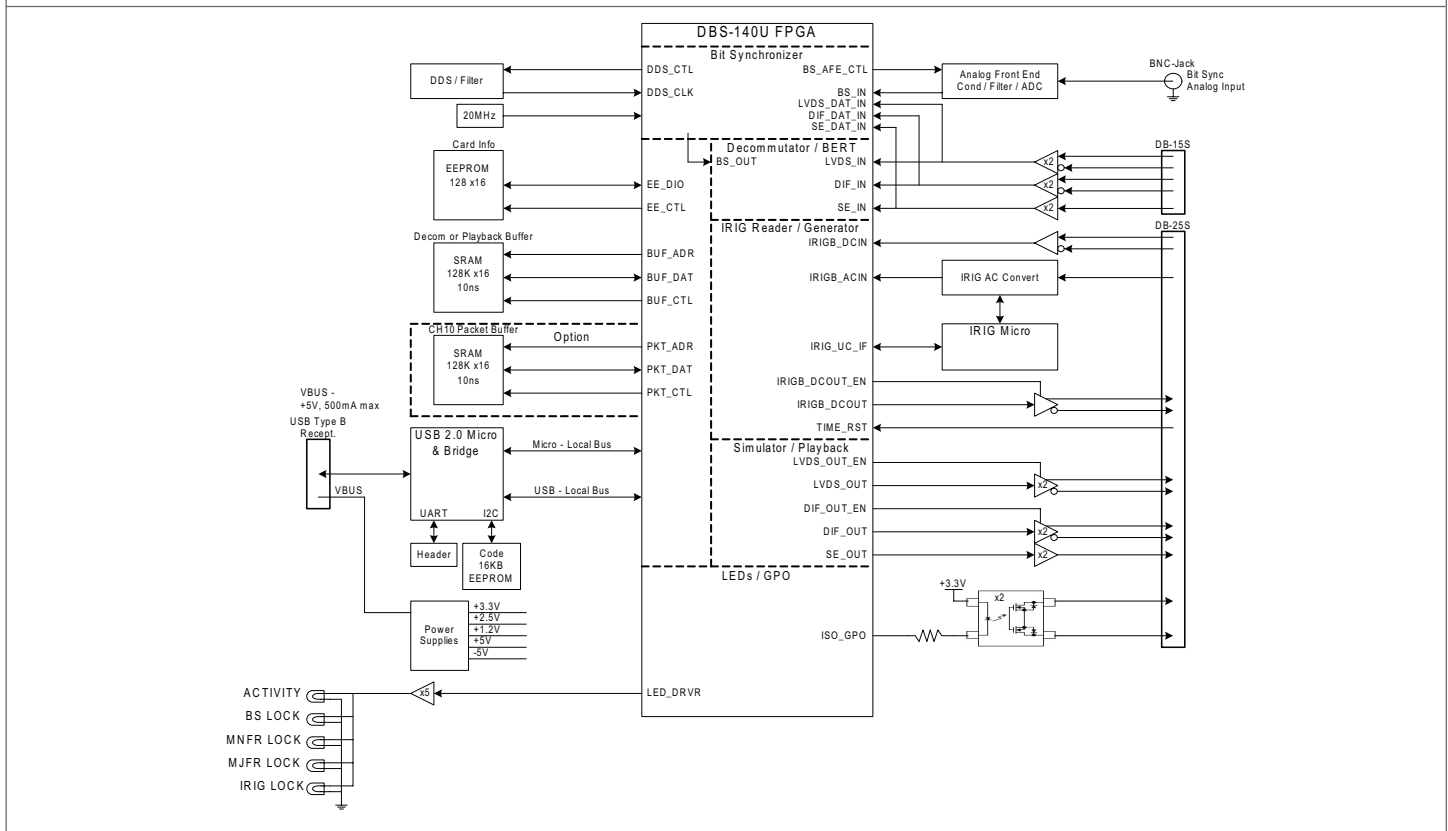 DBS-140U FPGA
Bit Synchronizer
DDS_CTL
BS_AFE_CTL
DDS / Filter
DDS_CLK
BS_IN
LVDS_DAT_IN
DIF_DAT_IN
SE_DAT_IN
20MHz
Analog Front End
Cond / Filter / ADC
BNC-Jack
Bit Sync
Analog Input
Card Info
EEPROM
128 x16
EE_DIO
EE_CTL
Decommutator / BERT
BS_OUT
LVDS_IN
DIF_IN
SE_IN
x2
x2
x2
DB-15S
DB-25S
Decom or Playback Buffer
SRAM
128K x16
10ns
BUF_ADR
BUF_DAT
BUF_CTL
IRIG Reader / Generator
IRIGB_DCIN
IRIGB_ACIN
IRIG AC Convert
IRIG Micro
IRIG_UC_IF
IRIGB_DCOUT_EN
IRIGB_DCOUT
TIME_RST
CH10 Packet Buffer
Option
SRAM
128K x16
10ns
PKT_ADR
PKT_DAT
PKT_CTL
VBUS -
+5V, 500mA max
USB Type B
Recept.
VBUS
USB 2.0 Micro
& Bridge
UART
I2C
Micro - Local Bus
USB - Local Bus
Header
Code
16KB
EEPROM
Simulator / Playback
LVDS_OUT_EN
LVDS_OUT
x2
DIF_OUT_EN
DIF_OUT
x2
SE_OUT
x2
LEDs / GPO
+3.3V
x2
ISO_GPO
Power
Supplies
+3.3V
+2.5V
+1.2V
+5V
-5V
LED_DRVR
x5
ACTIVITY
BS LOCK
MNFR LOCK
MJFR LOCK
IRIG LOCK